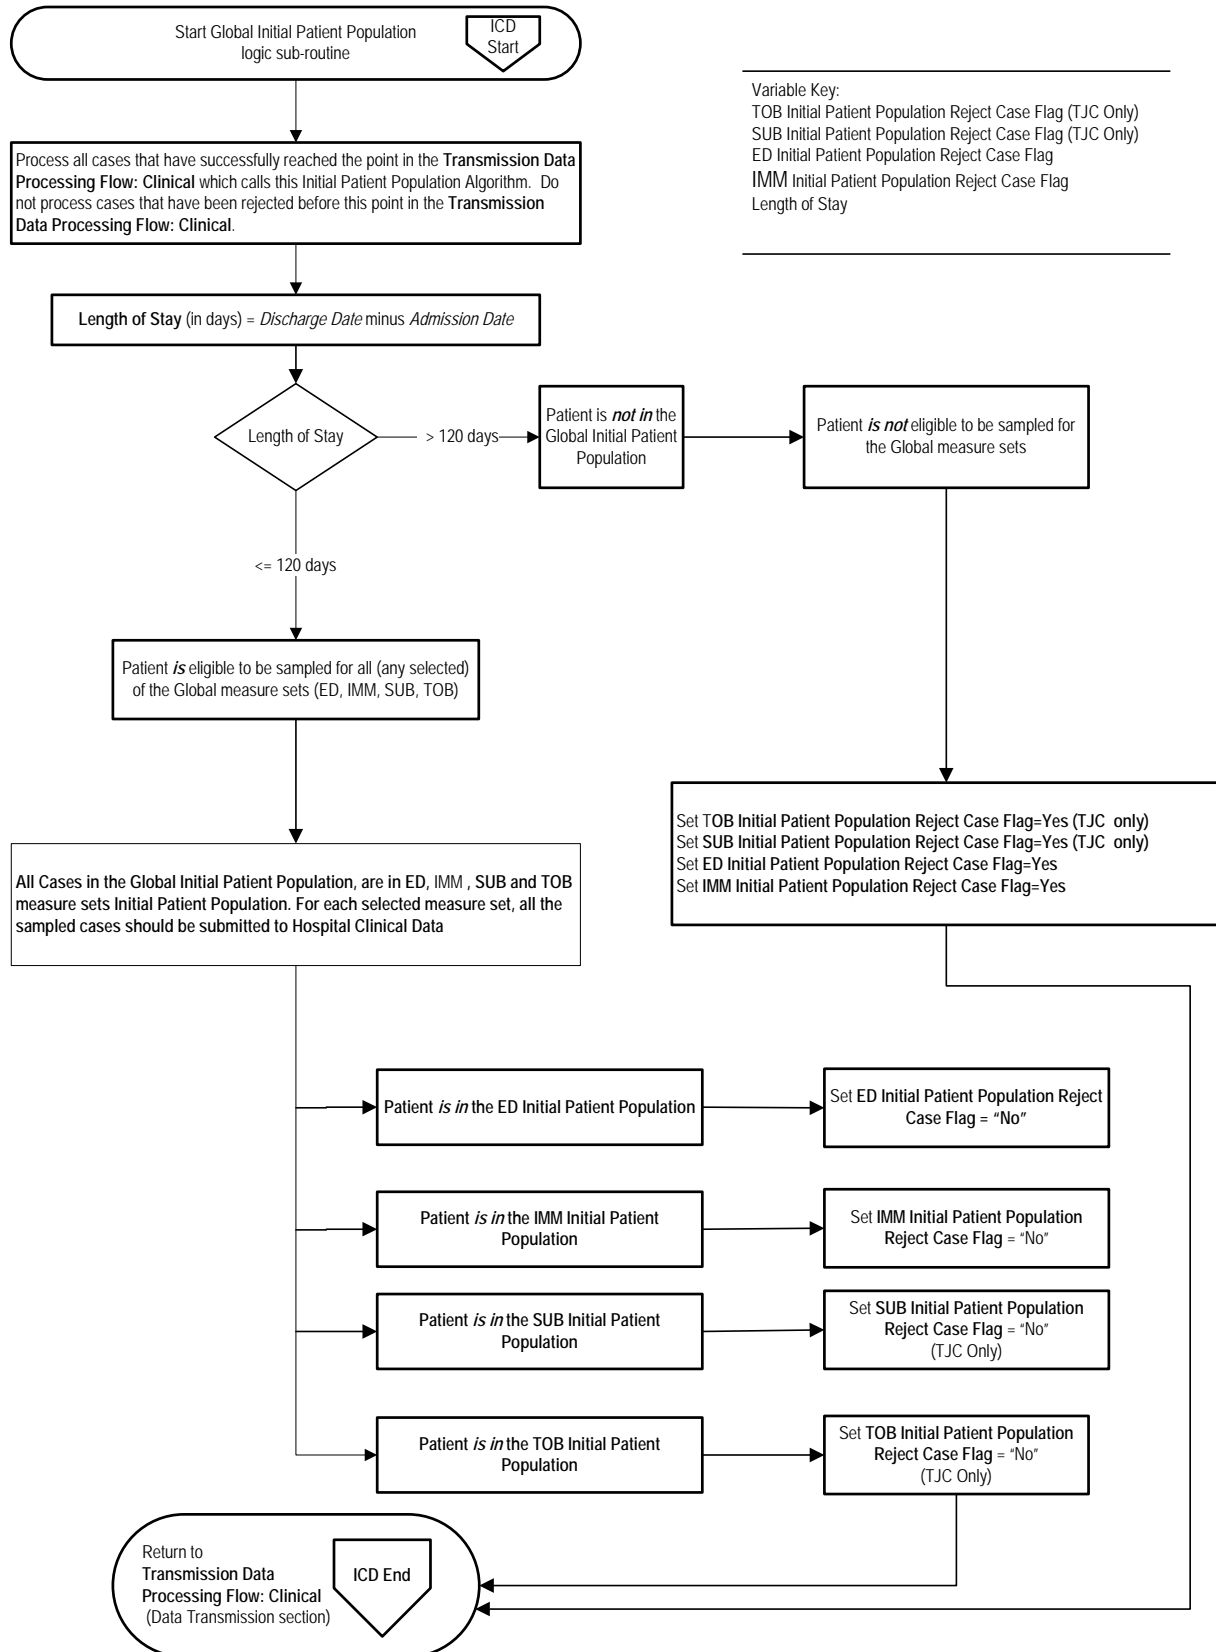 Start Global Initial Patient Population
logic sub-routine
ICD
Start
Variable Key:
TOB Initial Patient Population Reject Case Flag (TJC Only)
SUB Initial Patient Population Reject Case Flag (TJC Only)
ED Initial Patient Population Reject Case Flag
IMM Initial Patient Population Reject Case Flag
Length of Stay
Process all cases that have successfully reached the point in the Transmission Data
Processing Flow: Clinical which calls this Initial Patient Population Algorithm. Do
not process cases that have been rejected before this point in the Transmission
Data Processing Flow: Clinical.
Length of Stay (in days) = Discharge Date minus Admission Date
Length of Stay
> 120 days
Patient is not in the
Global Initial Patient
Population
Patient is not eligible to be sampled for
the Global measure sets
<= 120 days
Patient is eligible to be sampled for all (any selected)
of the Global measure sets (ED, IMM, SUB, TOB)
Set TOB Initial Patient Population Reject Case Flag=Yes (TJC only)
Set SUB Initial Patient Population Reject Case Flag=Yes (TJC only)
Set ED Initial Patient Population Reject Case Flag=Yes
Set IMM Initial Patient Population Reject Case Flag=Yes
All Cases in the Global Initial Patient Population, are in ED, IMM , SUB and TOB
measure sets Initial Patient Population. For each selected measure set, all the
sampled cases should be submitted to Hospital Clinical Data
Patient is in the ED Initial Patient Population
Set ED Initial Patient Population Reject
Case Flag = “No”
Patient is in the IMM Initial Patient
Population
Set IMM Initial Patient Population
Reject Case Flag = “No”
Patient is in the SUB Initial Patient
Population
Set SUB Initial Patient Population
Reject Case Flag = “No”
(TJC Only)
Patient is in the TOB Initial Patient
Population
Set TOB Initial Patient Population
Reject Case Flag = “No”
(TJC Only)
Return to
Transmission Data
Processing Flow: Clinical
(Data Transmission section)
ICD End